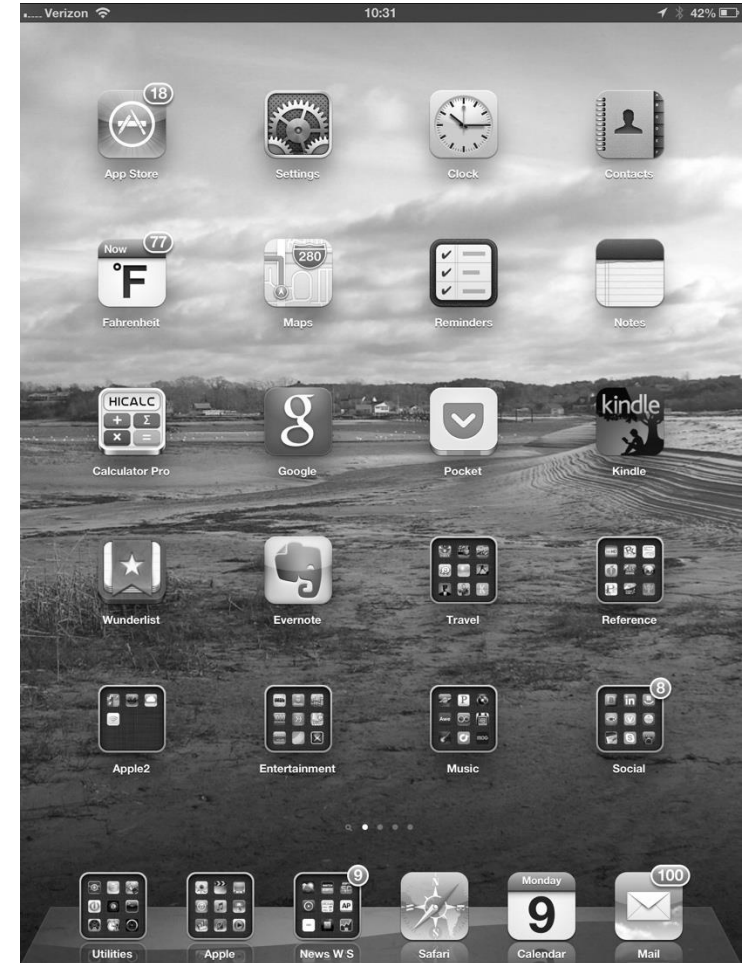 Verizon 10:31 42%
18
App Store Settings Clock Contacts
Now 77 280
°F
Fahrenheit Maps Reminders Notes
HICALC
+ Σ
× =
g kindle
Calculator Pro Google Pocket Kindle
Wunderlist Evernote Travel Reference
8
in
Apple2 Entertainment Music Social
9 Monday 100
AP 9
Utilities Apple News W S Safari Calendar Mail